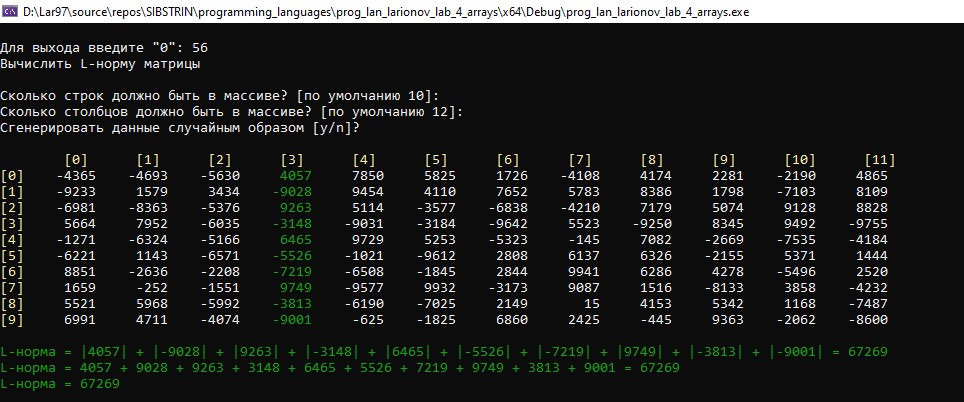 D:\Lar97\source\repos\SIBSTRIN\programming_languages\prog_lan_larionov_lab_4_arrays\x64\Debug\prog_lan_larionov_lab_4_arrays.exe
Для выхода введите "0": 56
Вычислить L-норму матрицы
Сколько строк должно быть в массиве? [по умолчанию 10]:
Сколько столбцов должно быть в массиве? [по умолчанию 12]:
Сгенерировать данные случайным образом [y/n]?
[0] [1] [2] [3] [4] [5] [6] [7] [8] [9] [10] [11]
[0] -4365 -4693 -5630 4057 7850 5825 1726 -4108 4174 2281 -2190 4865
[1] -9233 1579 3434 -9028 9454 4110 7652 5783 8386 1798 -7103 8109
[2] -6981 -8363 -5376 9263 5114 -3577 -6838 -4210 7179 5074 9128 8828
[3] 5664 7952 -6035 -3148 -9031 -3184 -9642 5523 -9250 8345 9492 -9755
[4] -1271 -6324 -5166 6465 9729 5253 -5323 -145 7082 -2669 -7535 -4184
[5] -6221 1143 -6571 -5526 -1021 -9612 2808 6137 6326 -2155 5371 1444
[6] 8851 -2636 -2208 -7219 -6508 -1845 2844 9941 6286 4278 -5496 2520
[7] 1659 -252 -1551 9749 -9577 9932 -3173 9087 1516 -8133 3858 -4232
[8] 5521 5968 -5992 -3813 -6190 -7025 2149 15 4153 5342 1168 -7487
[9] 6991 4711 -4074 -9001 -625 -1825 6860 2425 -445 9363 -2062 -8600
L-норма = |4057| + |-9028| + |9263| + |-3148| + |6465| + |-5526| + |-7219| + |9749| + |-3813| + |-9001| = 67269
L-норма = 4057 + 9028 + 9263 + 3148 + 6465 + 5526 + 7219 + 9749 + 3813 + 9001 = 67269
L-норма = 67269